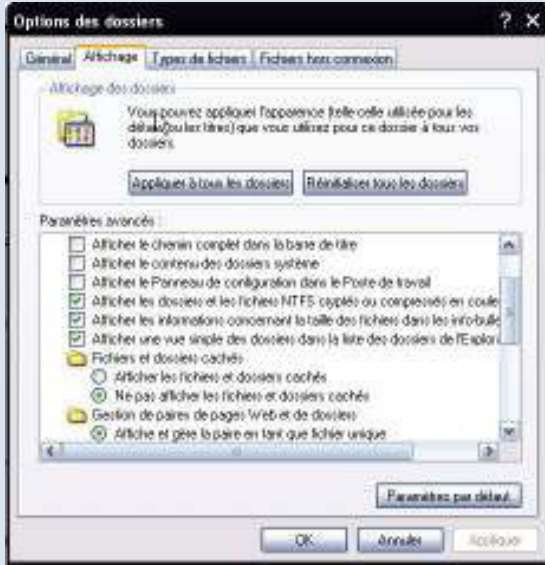 Options des dossiers
Général Affichage Types de fichiers Fichiers hors connexion
Affichage des dossiers
Vous pouvez appliquer l'apparence (telle celle utilisée pour les
détails ou les titres) que vous utilisez pour ce dossier à tous vos
dossiers.
Appliquer à tous les dossiers Réinitialiser tous les dossiers
Paramètres avancés :
Afficher le chemin complet dans la barre de titre
Afficher le contenu des dossiers système
Afficher le Panneau de configuration dans le Poste de travail
Afficher les dossiers et les fichiers NTFS cryptés ou compressés en coule
Afficher les informations concernant la taille des fichiers dans les info-bulle
Afficher une vue simple des dossiers dans la liste des dossiers de l'Explor
Fichiers et dossiers cachés
Afficher les fichiers et dossiers cachés
Ne pas afficher les fichiers et dossiers cachés
Gestion de paires de pages Web et de dossiers
Affiche et gère la paire en tant que fichier unique
Paramètres par défaut
OK Annuler Appliquer